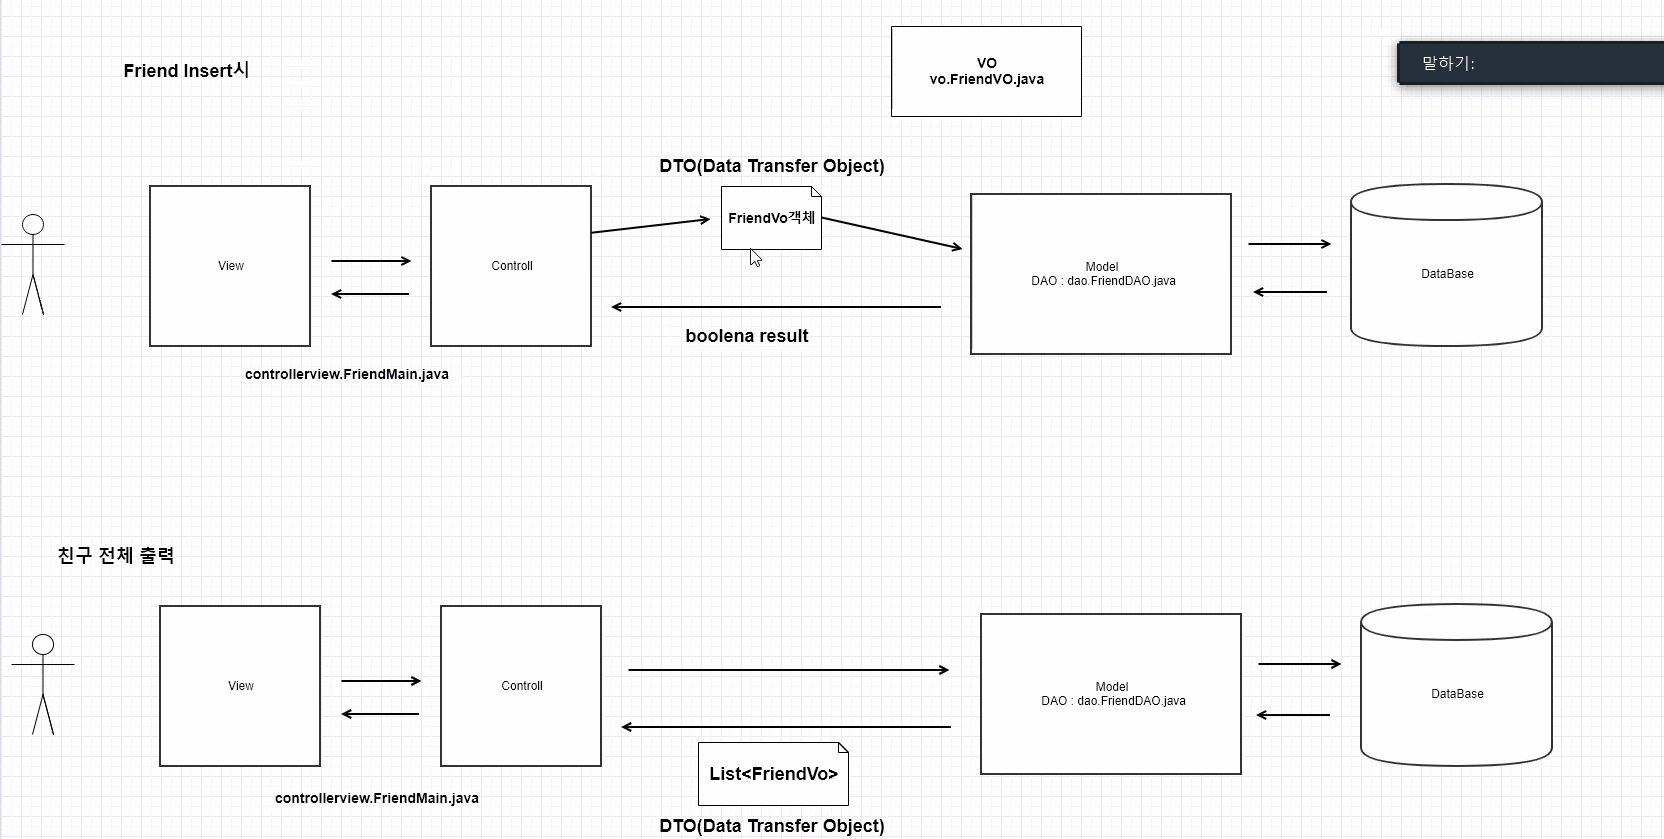 Friend Insert시
VO
vo.FriendVO.java
말하기:
DTO(Data Transfer Object)
FriendVo객체
View
Controll
Model
DAO : dao.FriendDAO.java
DataBase
boolena result
controllerview.FriendMain.java
친구 전체 출력
View
Controll
Model
DAO : dao.FriendDAO.java
DataBase
List<FriendVo>
controllerview.FriendMain.java
DTO(Data Transfer Object)